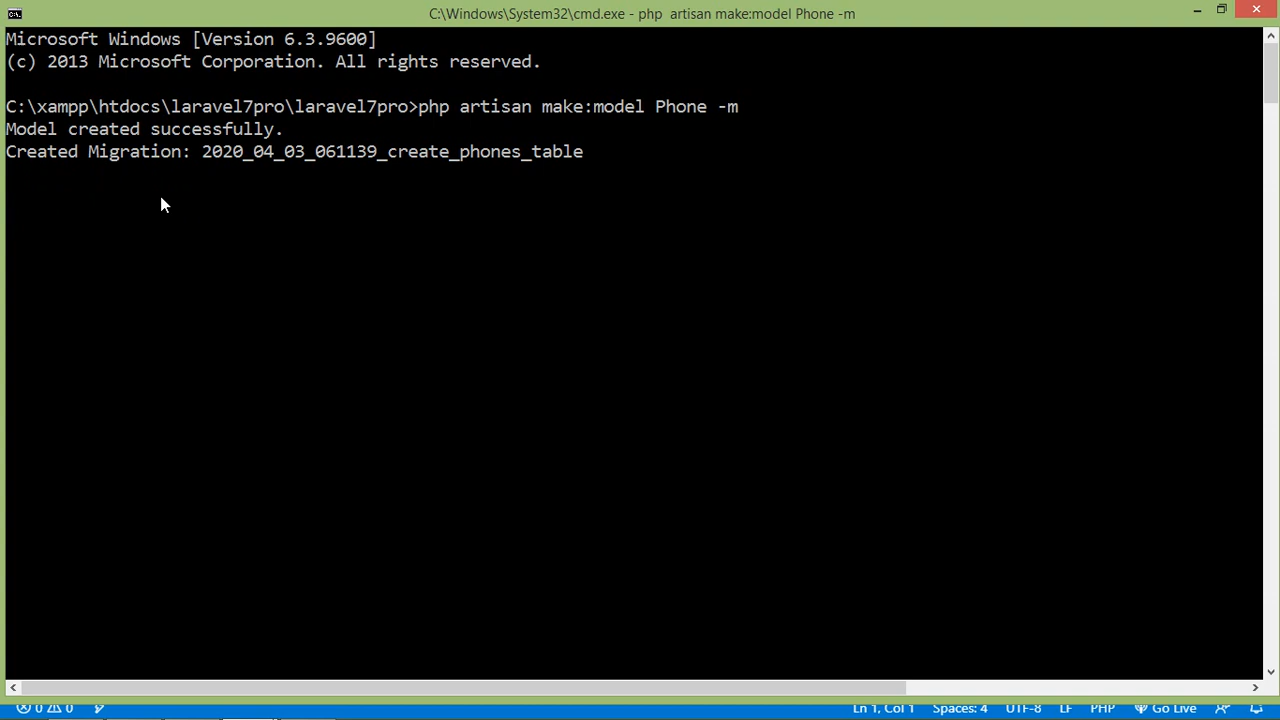 C:\Windows\System32\cmd.exe - php  artisan make:model Phone -m
Microsoft Windows [Version 6.3.9600]
(c) 2013 Microsoft Corporation. All rights reserved.
C:\xampp\htdocs\laravel7pro\laravel7pro>php artisan make:model Phone -m
Model created successfully.
Created Migration: 2020_04_03_061139_create_phones_table
0 0 Ln 1, Col 1 Spaces: 4 UTF-8 LF PHP Go Live